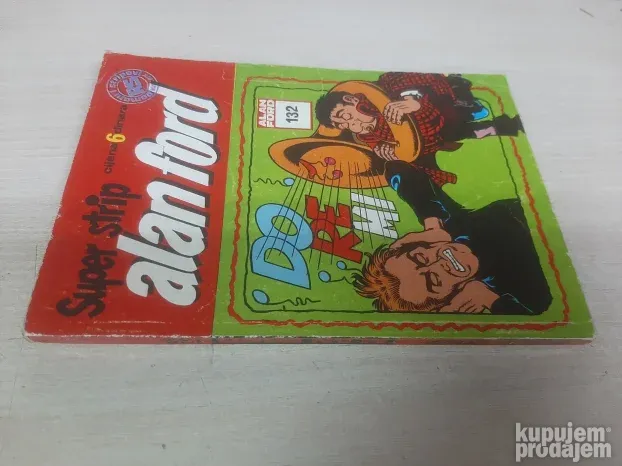 Super strip
cijena 6 dinara
alan ford
ALAN
FORD
132
DO
RE
MI
kupujem
prodajem